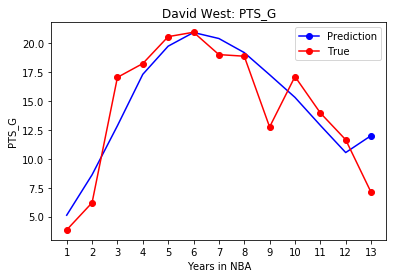 David West: PTS_G
Prediction
True
20.0
17.5
15.0
12.5
10.0
7.5
5.0
PTS_G
1 2 3 4 5 6 7 8 9 10 11 12 13
Years in NBA